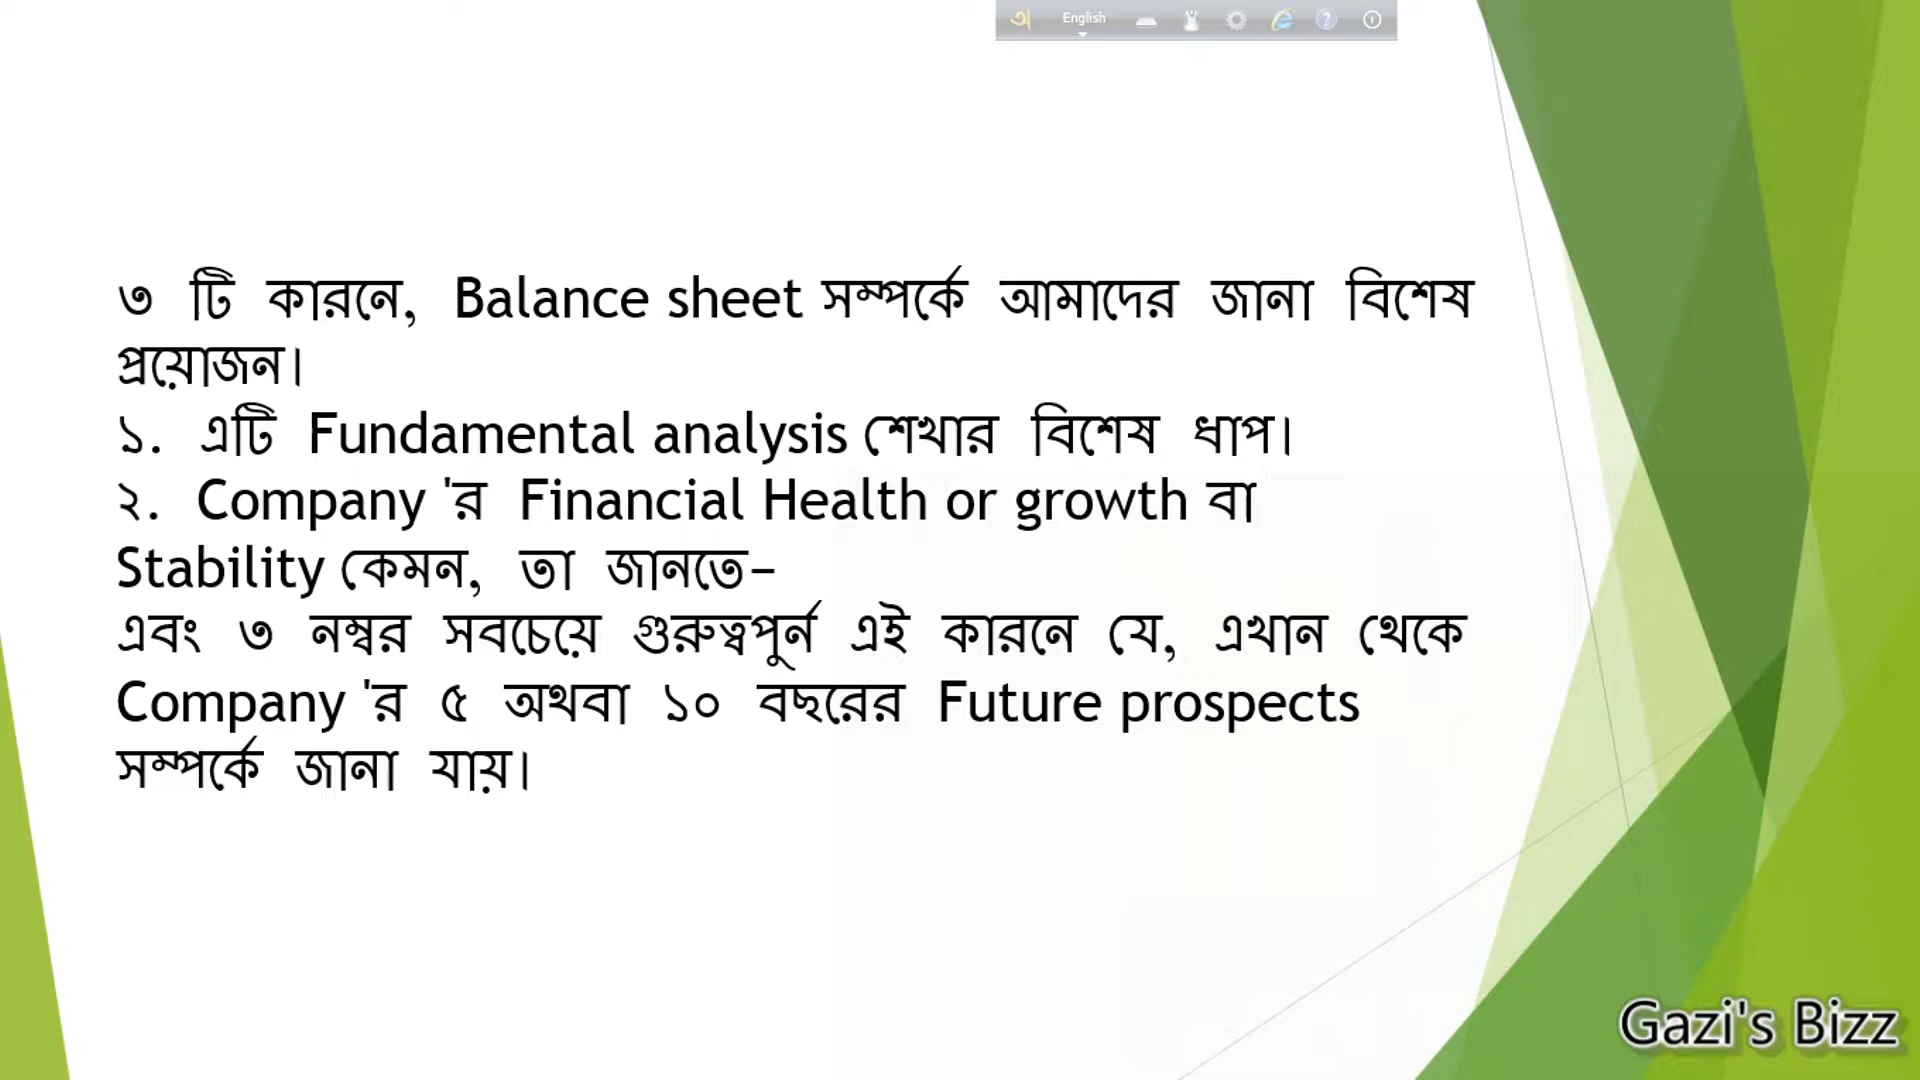 অ English
৩ টি কারনে, Balance sheet সম্পর্কে আমাদের জানা বিশেষ
প্রয়োজন।
১. এটি Fundamental analysis শেখার বিশেষ ধাপ।
২. Company 'র Financial Health or growth বা
Stability কেমন, তা জানতে–
এবং ৩ নম্বর সবচেয়ে গুরুত্বপুর্ন এই কারনে যে, এখান থেকে
Company 'র ৫ অথবা ১০ বছরের Future prospects
সম্পর্কে জানা যায়।
Gazi's Bizz